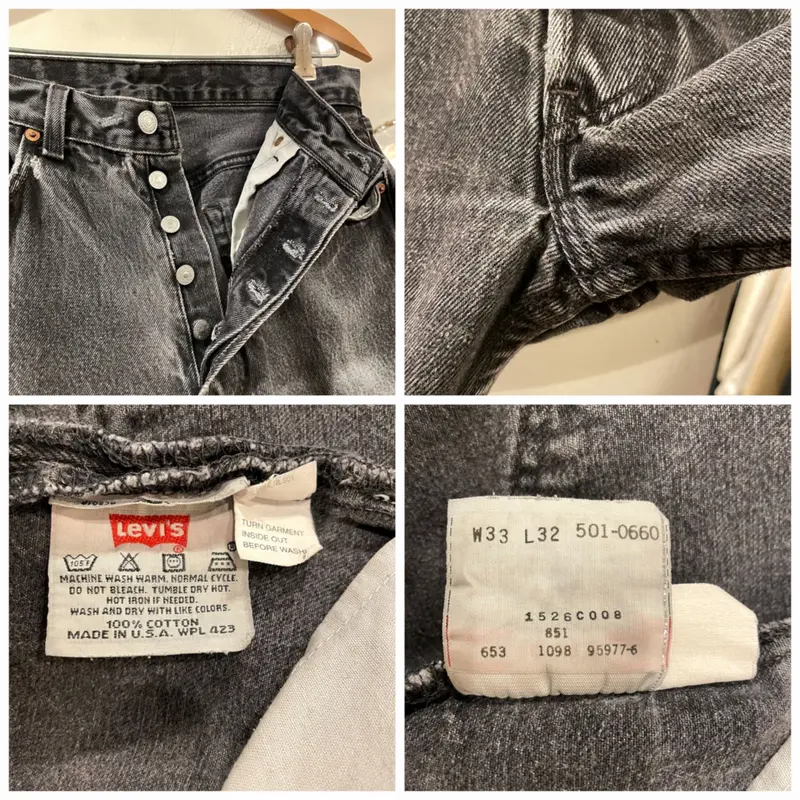 LEVI'S
®
105F
MACHINE WASH WARM. NORMAL CYCLE.
DO NOT BLEACH. TUMBLE DRY HOT.
HOT IRON IF NEEDED.
WASH AND DRY WITH LIKE COLORS.
100% COTTON
MADE IN U.S.A. WPL 423
TURN GARMENT
INSIDE OUT
BEFORE WASH
W33 L32 501-0660
1526C008
851
653 1098 95977-6